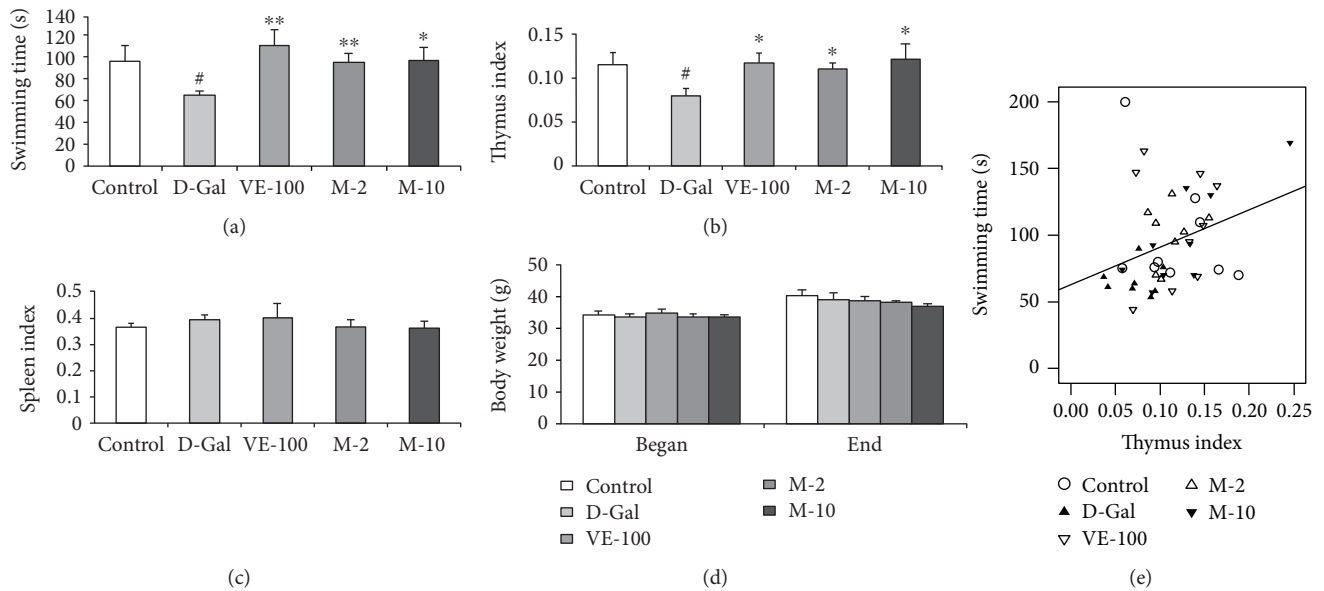 Swimming time (s)
140
120
100
80
60
40
20
0
#
**
**
*
Control D-Gal VE-100 M-2 M-10
(a)
Thymus index
0.15
0.10
0.05
0
#
*
*
*
Control D-Gal VE-100 M-2 M-10
(b)
Spleen index
0.5
0.4
0.3
0.2
0.1
0
Control D-Gal VE-100 M-2 M-10
(c)
Body weight (g)
50
40
30
20
10
0
Began End
Control
D-Gal
VE-100
M-2
M-10
(d)
Swimming time (s)
200
150
100
50
0
0.00 0.05 0.10 0.15 0.20 0.25
Thymus index
Control
D-Gal
VE-100
M-2
M-10
(e)